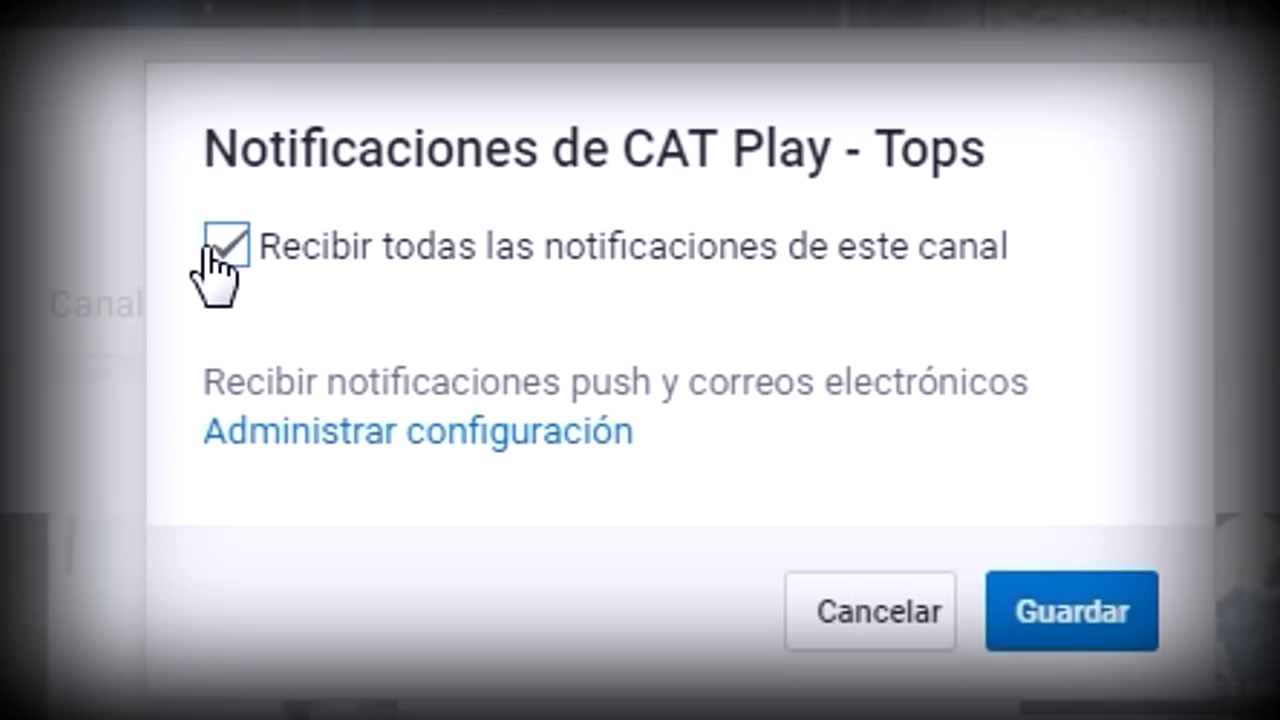 Notificaciones de CAT Play - Tops
Recibir todas las notificaciones de este canal
Canal
Recibir notificaciones push y correos electrónicos
Administrar configuración
Cancelar
Guardar